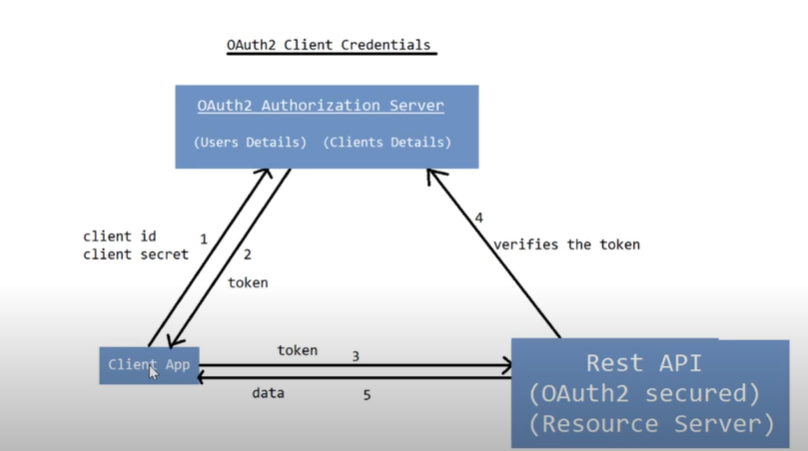 OAuth2 Client Credentials
OAuth2 Authorization Server
(Users Details) (Clients Details)
client id
client secret
1
2
token
4
verifies the token
Client App
token 3
data 5
Rest API
(OAuth2 secured)
(Resource Server)